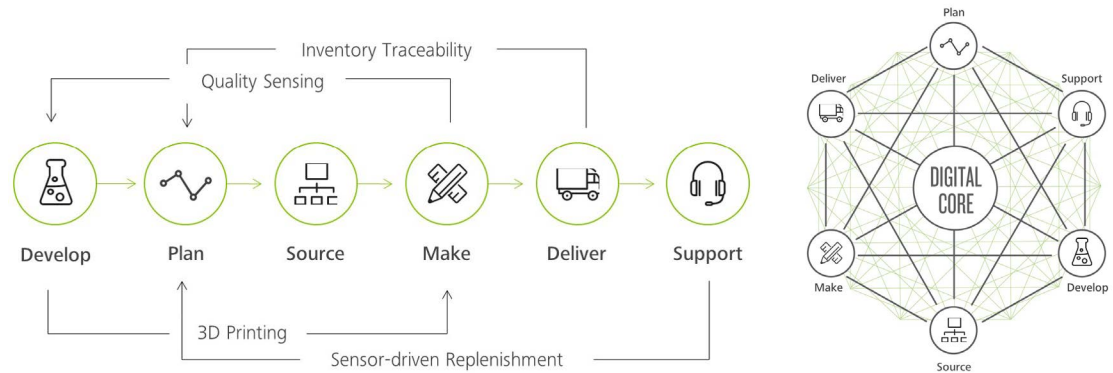 Inventory Traceability
Quality Sensing
Develop
Plan
Source
Make
Deliver
Support
3D Printing
Sensor-driven Replenishment
Plan
Deliver
Support
DIGITAL
CORE
Make
Develop
Source